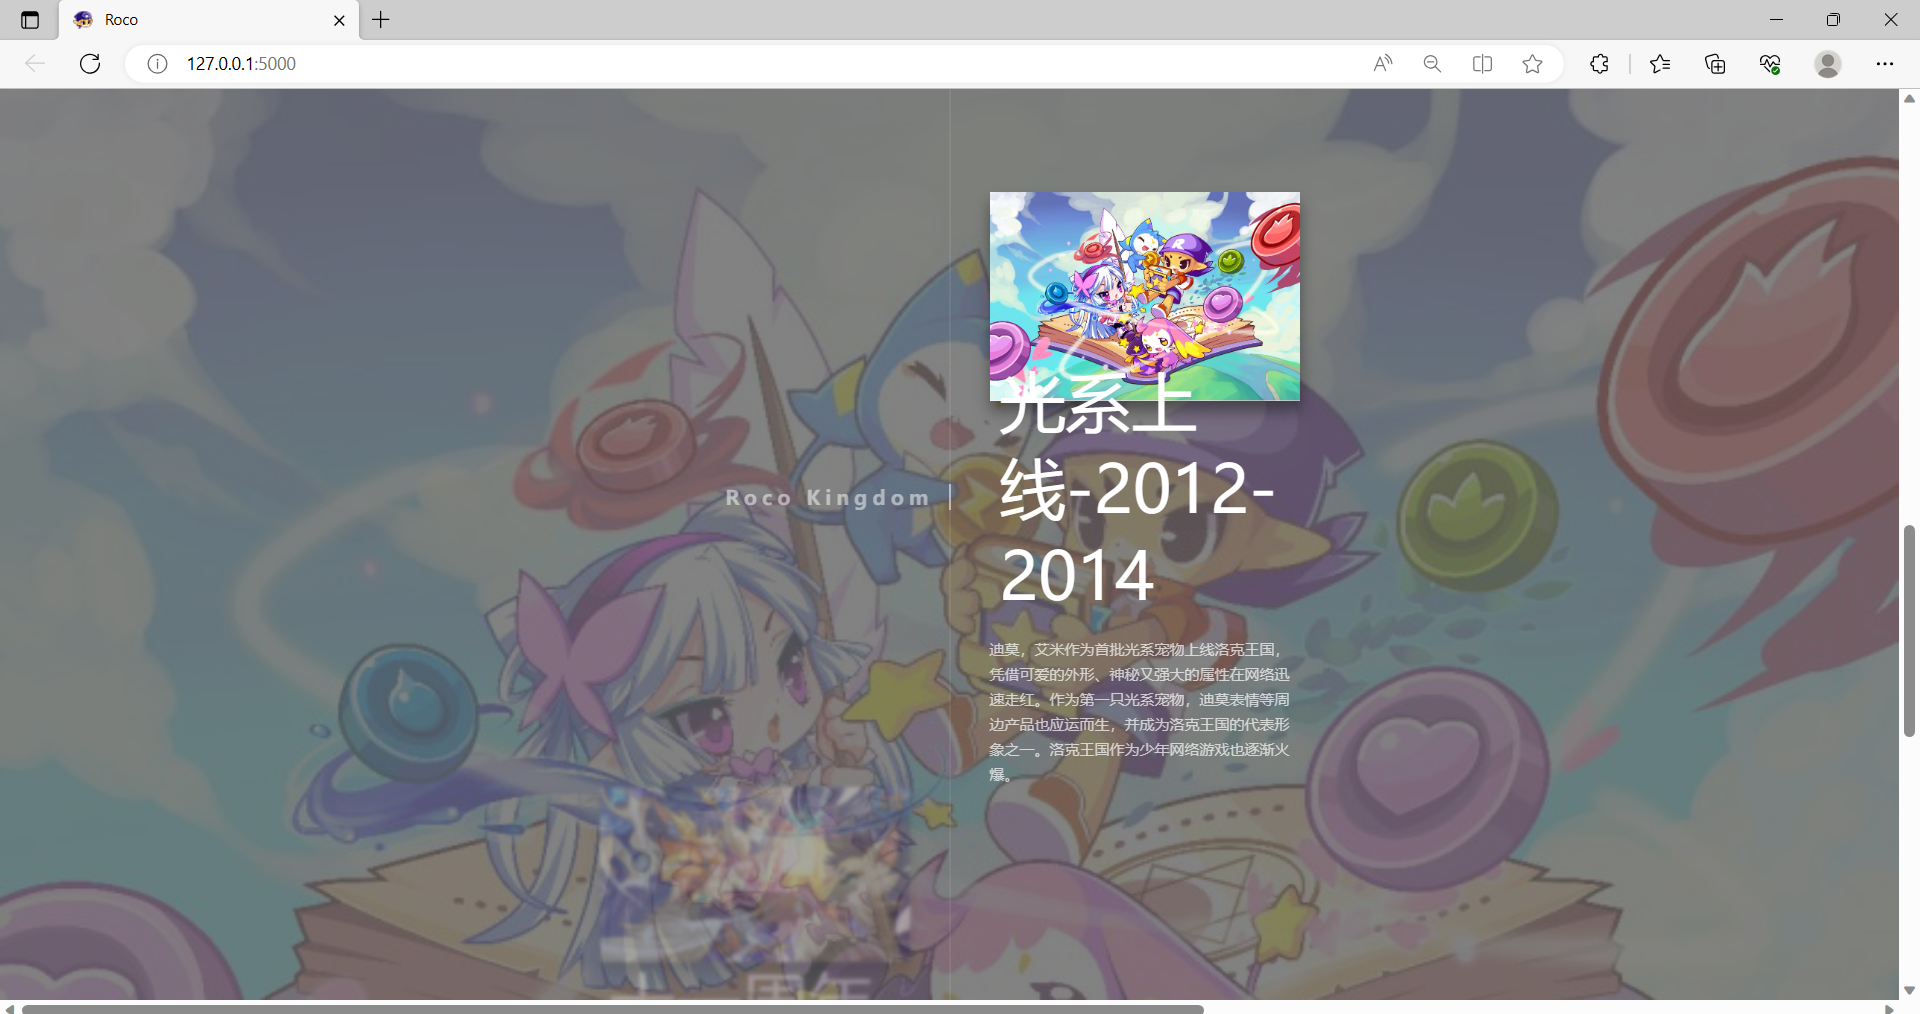 Roco
127.0.0.1:5000
光系上
线-2012-
2014
Roco Kingdom
迪莫，艾米作为首批光系宠物上线洛克王国，
凭借可爱的外形、神秘又强大的属性在网络迅
速走红。作为第一只光系宠物，迪莫表情等周
边产品也应运而生，并成为洛克王国的代表形
象之一。洛克王国作为少年网络游戏也逐渐火
爆。
周年